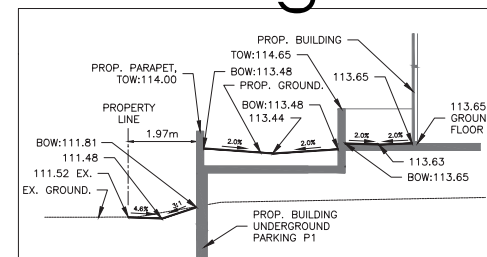 PROP. BUILDING
TOW:114.65
PROP. PARAPET,
TOW:114.00
BOW:113.48
PROP. GROUND.
113.65
PROPERTY
LINE
BOW:113.48
113.44
113.65
GROUN
FLOOR
1.97m
2.0%
2.0%
2.0%
2.0%
BOW:111.81
111.48
111.52 EX.
EX. GROUND.
113.63
BOW:113.65
4.6%
3:1
PROP. BUILDING
UNDERGROUND
PARKING P1